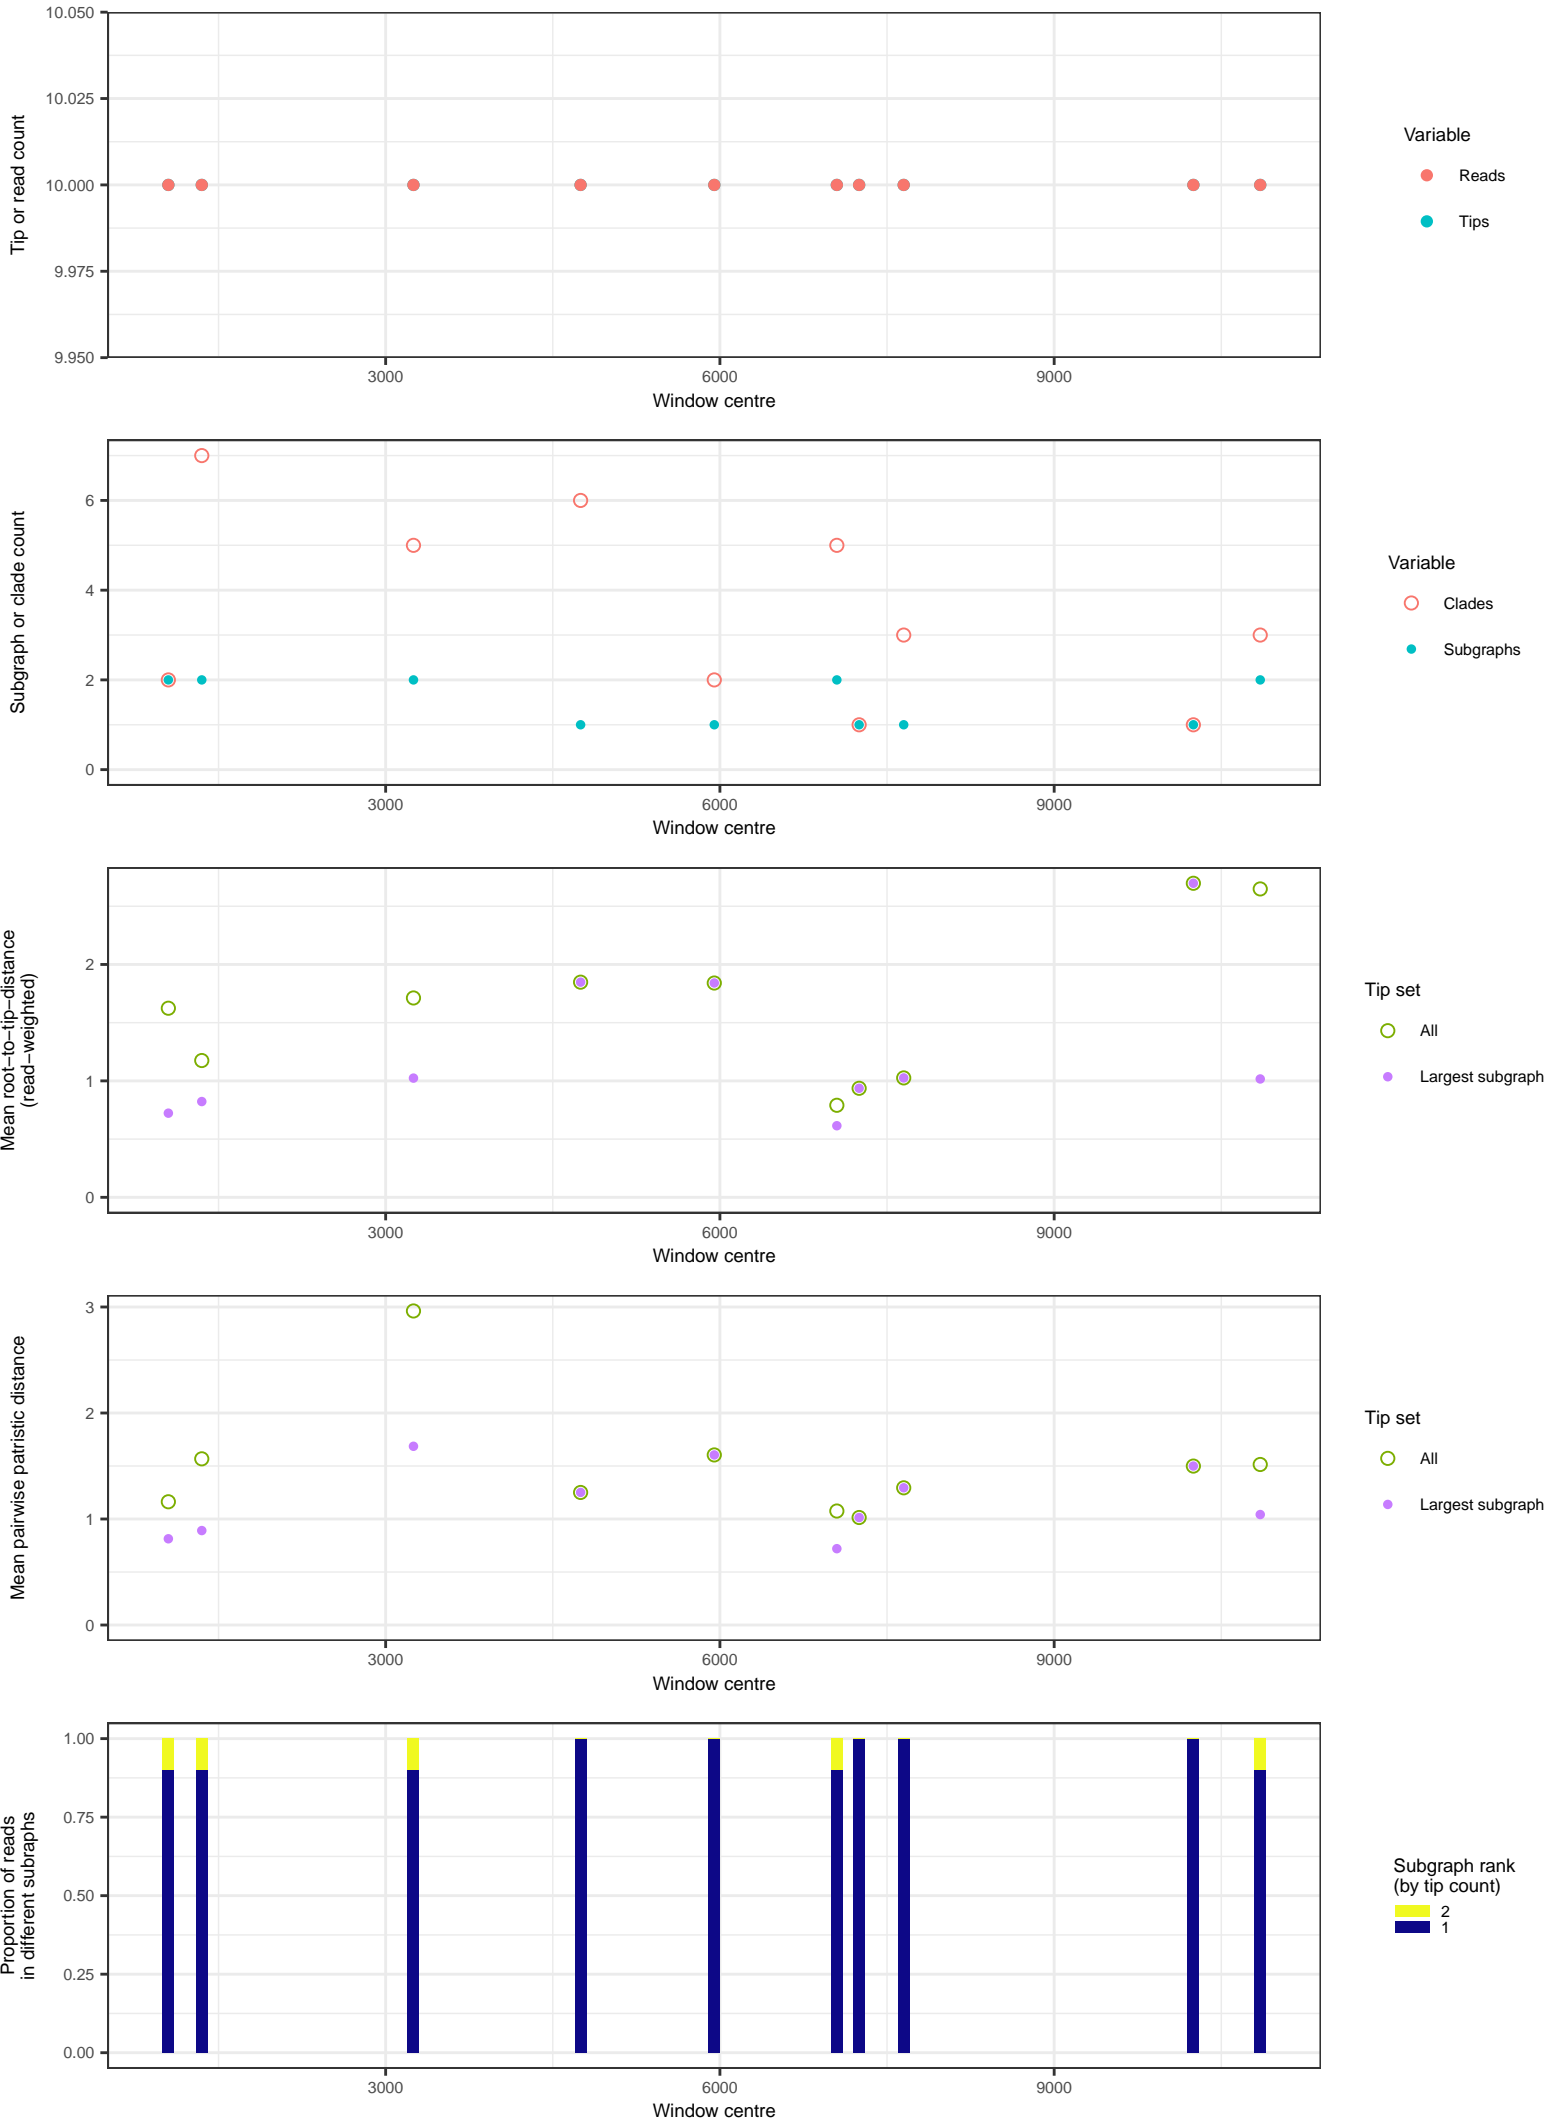 10.050
10.025
10.000
9.975
9.950
Tip or read count
3000
6000
9000
Window centre
Variable
Reads
Tips
6
4
2
0
Subgraph or clade count
3000
6000
9000
Window centre
Variable
Clades
Subgraphs
2
1
0
Mean root−to−tip−distance
(read−weighted)
3000
6000
9000
Window centre
Tip set
All
Largest subgraph
3
2
1
0
Mean pairwise patristic distance
3000
6000
9000
Window centre
Tip set
All
Largest subgraph
1.00
0.75
0.50
0.25
0.00
Proportion of reads
in different subraphs
3000
6000
9000
Window centre
Subgraph rank
(by tip count)
2
1